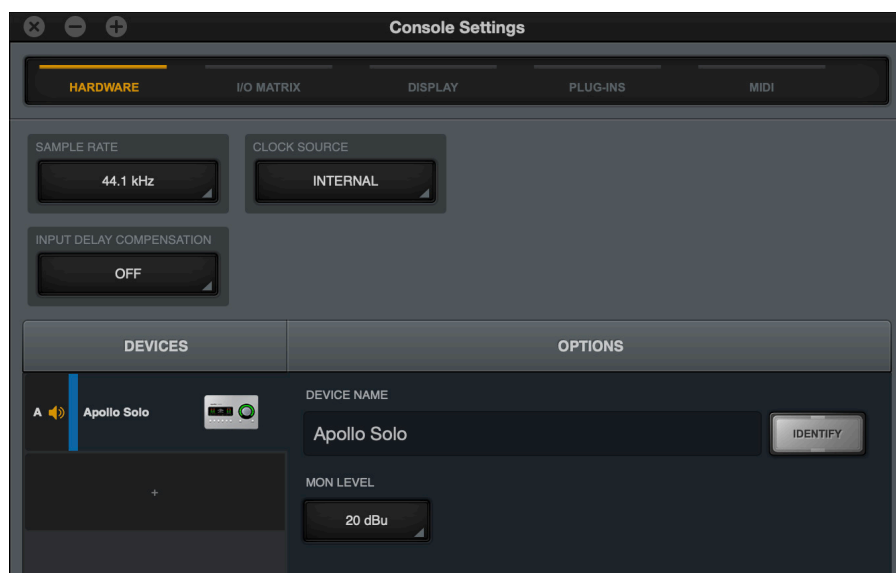 Console Settings
HARDWARE I/O MATRIX DISPLAY PLUG-INS MIDI
SAMPLE RATE CLOCK SOURCE
44.1 kHz INTERNAL
INPUT DELAY COMPENSATION
OFF
DEVICES OPTIONS
DEVICE NAME
A Apollo Solo
Apollo Solo IDENTIFY
+
MON LEVEL
20 dBu